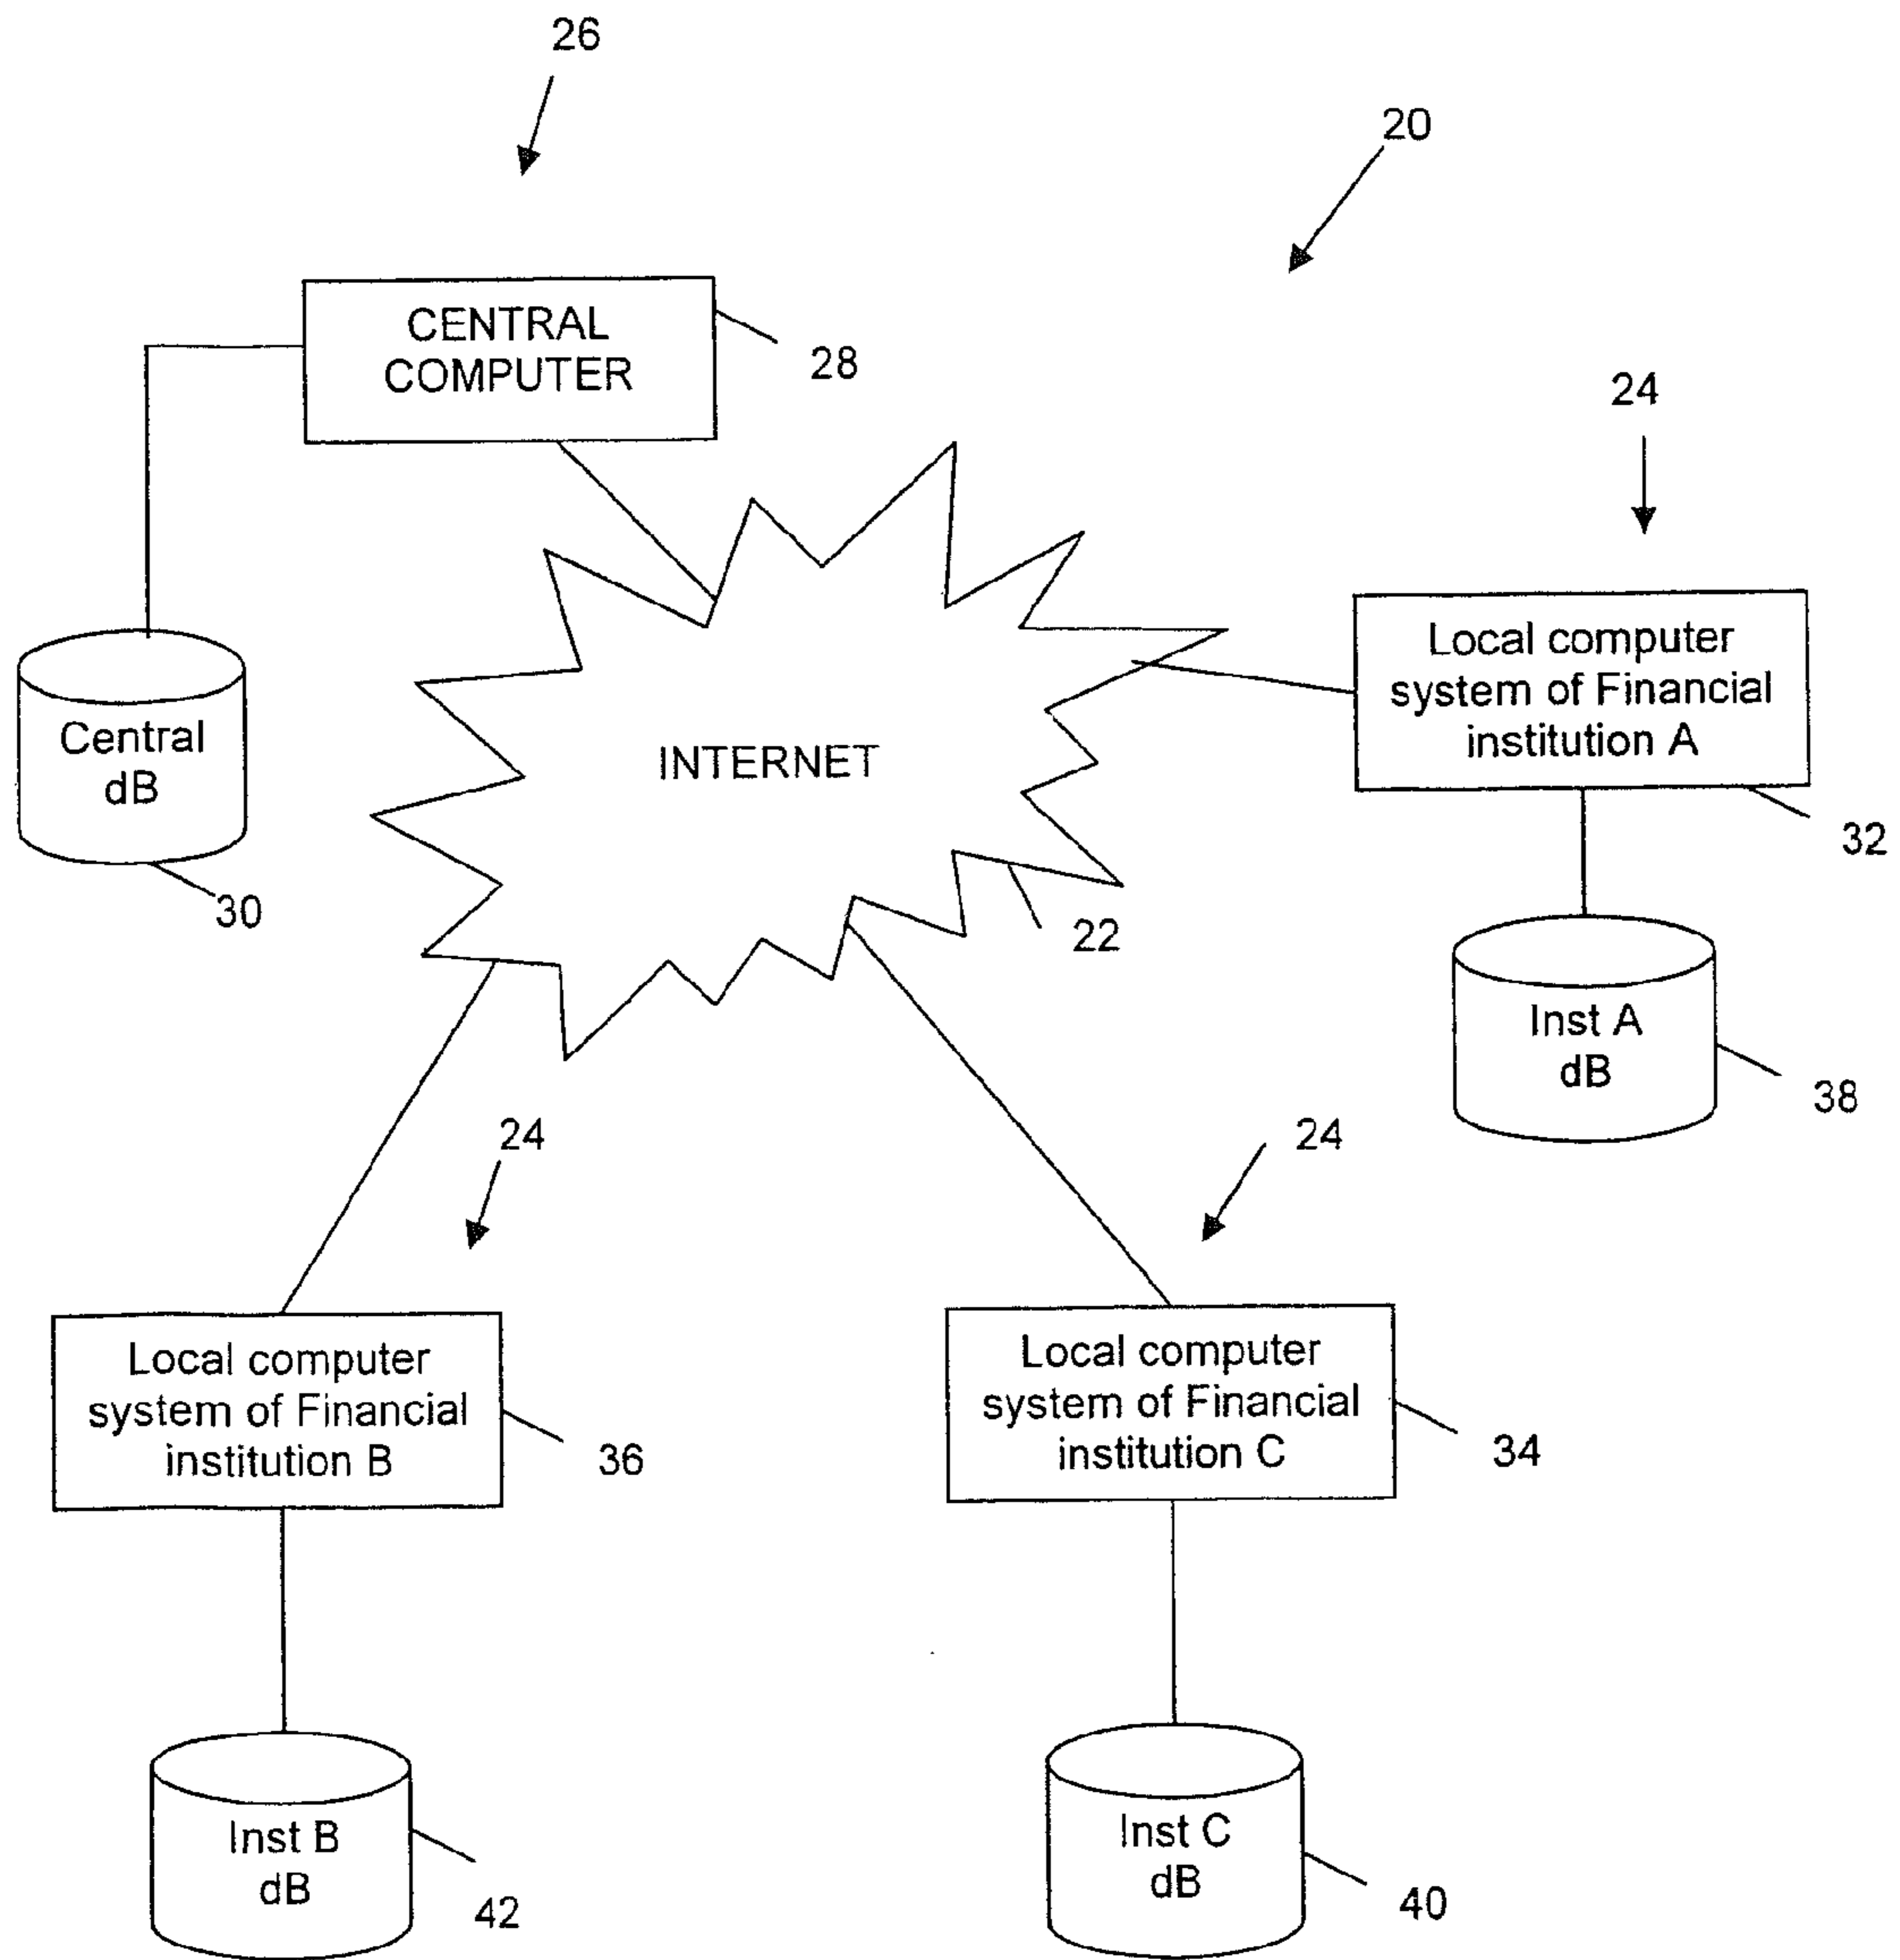 26
20
CENTRAL
COMPUTER
28
24
Local computer
system of Financial
institution A
INTERNET
Central
dB
32
30
22
Inst A
dB
38
24
24
Local computer
system of Financial
institution B
36
Local computer
system of Financial
institution C
34
Inst B
dB
42
Inst C
dB
40